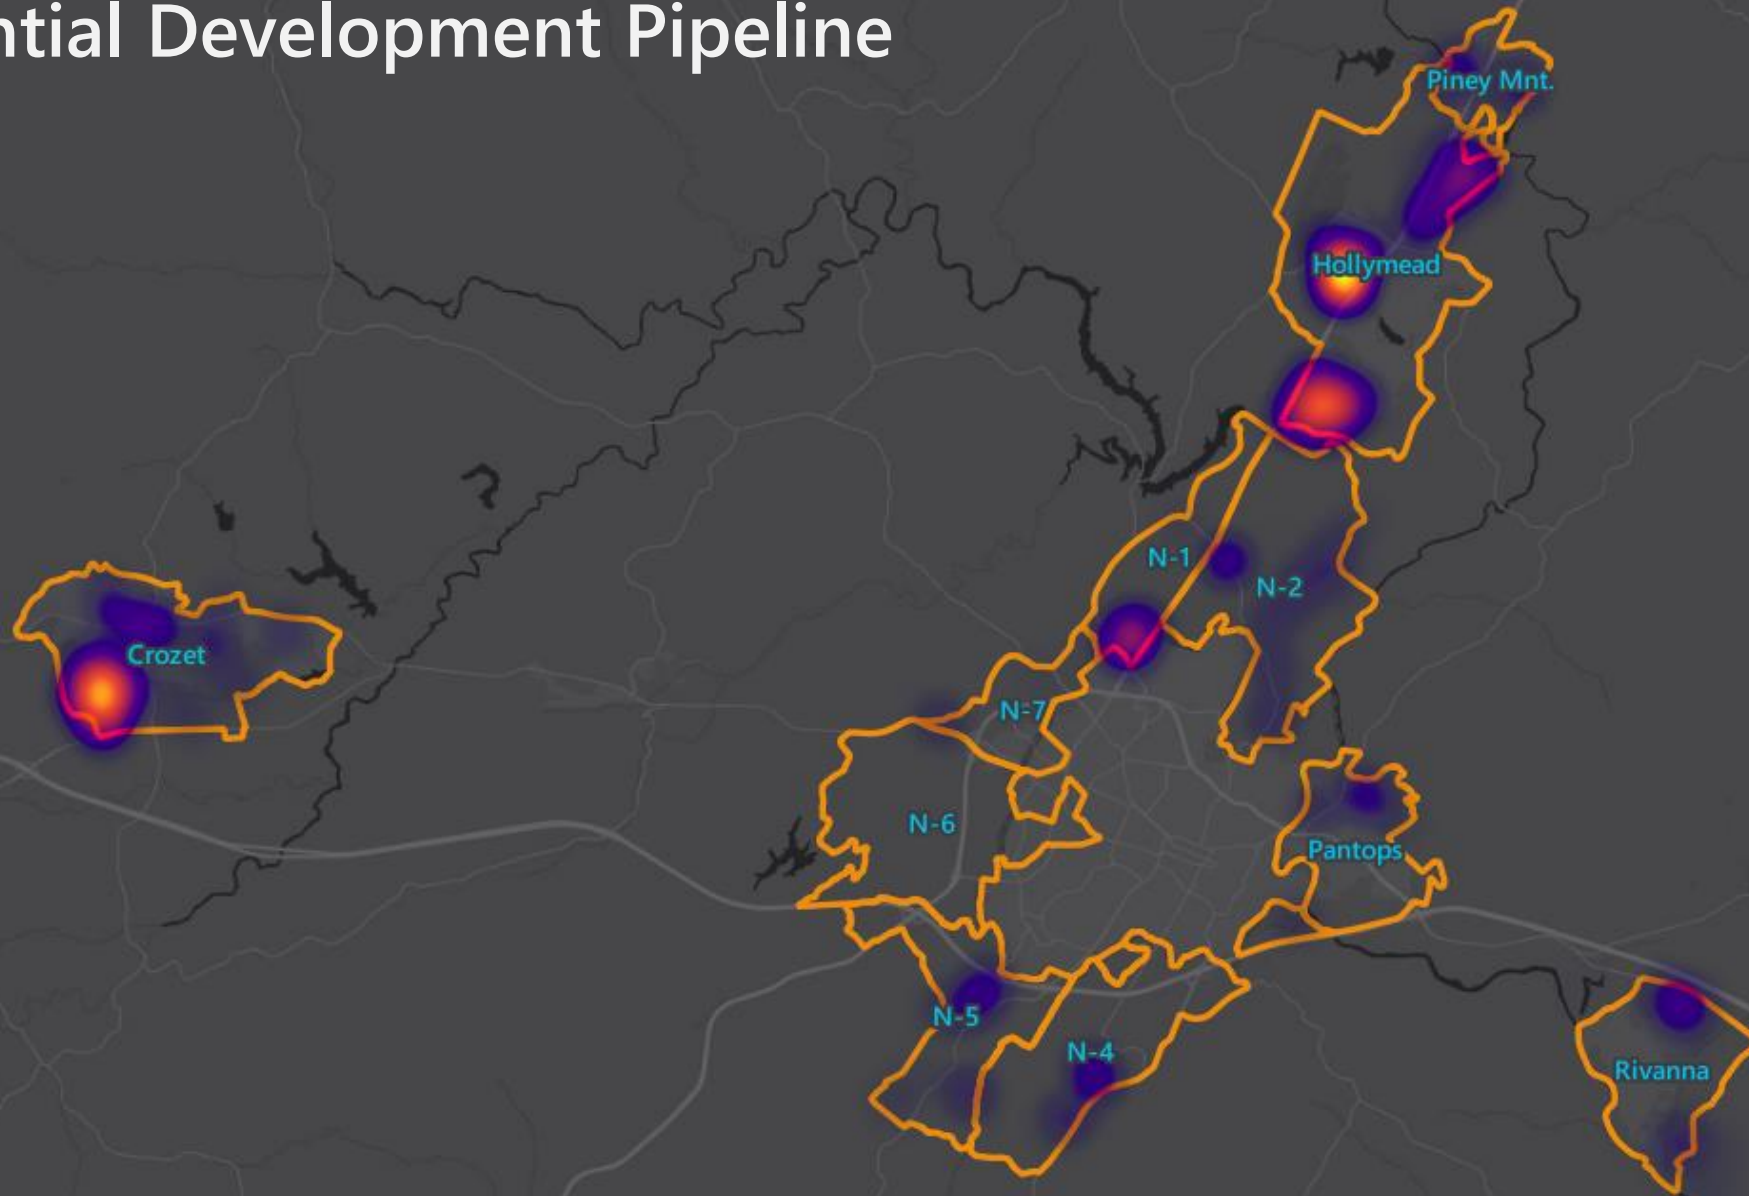 ntial Development Pipeline
Piney Mnt.
Hollymead
N-1
N-2
Crozet
N-7
N-6
Pantops
N-5
N-4
Rivanna